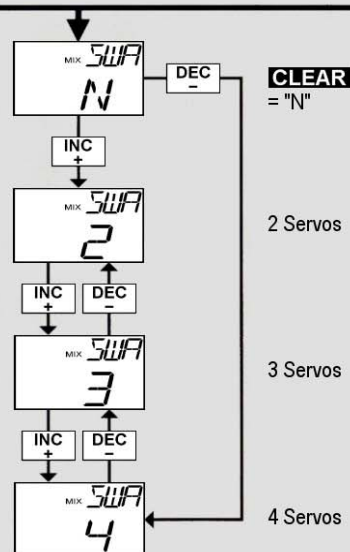 MIX SWA
N
DEC
–
CLEAR
= "N"
INC
+
MIX SWA
2
2 Servos
INC
+
DEC
–
MIX SWA
3
3 Servos
INC
+
DEC
–
MIX SWA
4
4 Servos